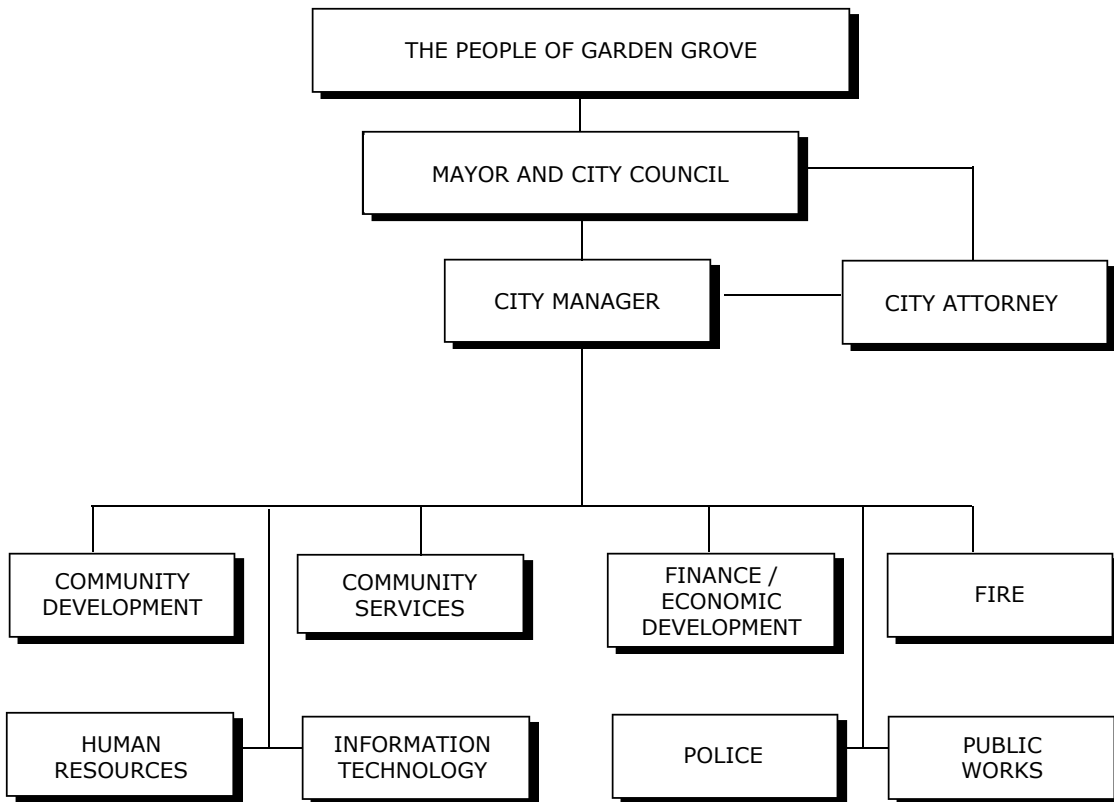 THE PEOPLE OF GARDEN GROVE
MAYOR AND CITY COUNCIL
CITY MANAGER
CITY ATTORNEY
COMMUNITY
DEVELOPMENT
COMMUNITY
SERVICES
FINANCE /
ECONOMIC
DEVELOPMENT
FIRE
HUMAN
RESOURCES
INFORMATION
TECHNOLOGY
POLICE
PUBLIC
WORKS